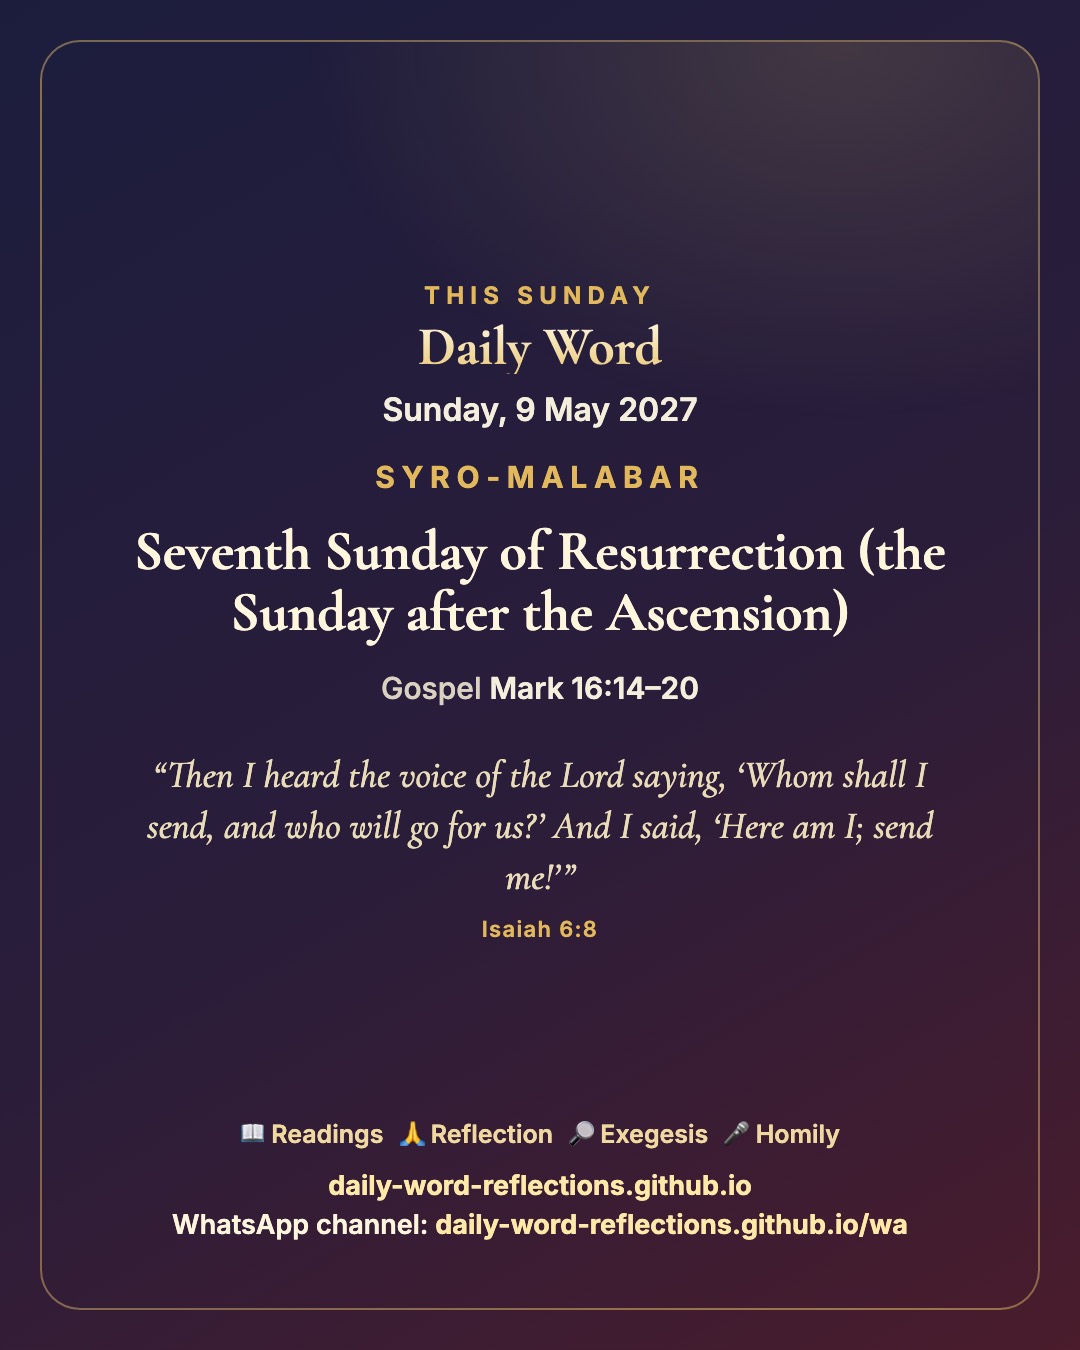 THIS SUNDAY
Daily Word
Sunday, 9 May 2027
SYRO-MALABAR
Seventh Sunday of Resurrection (the
Sunday after the Ascension)
Gospel Mark 16:14–20
“Then I heard the voice of the Lord saying, ‘Whom shall I
send, and who will go for us?’ And I said, ‘Here am I; send
me!’”
Isaiah 6:8
📖 Readings 🙏 Reflection 🔎 Exegesis 🎤 Homily
daily-word-reflections.github.io
WhatsApp channel: daily-word-reflections.github.io/wa